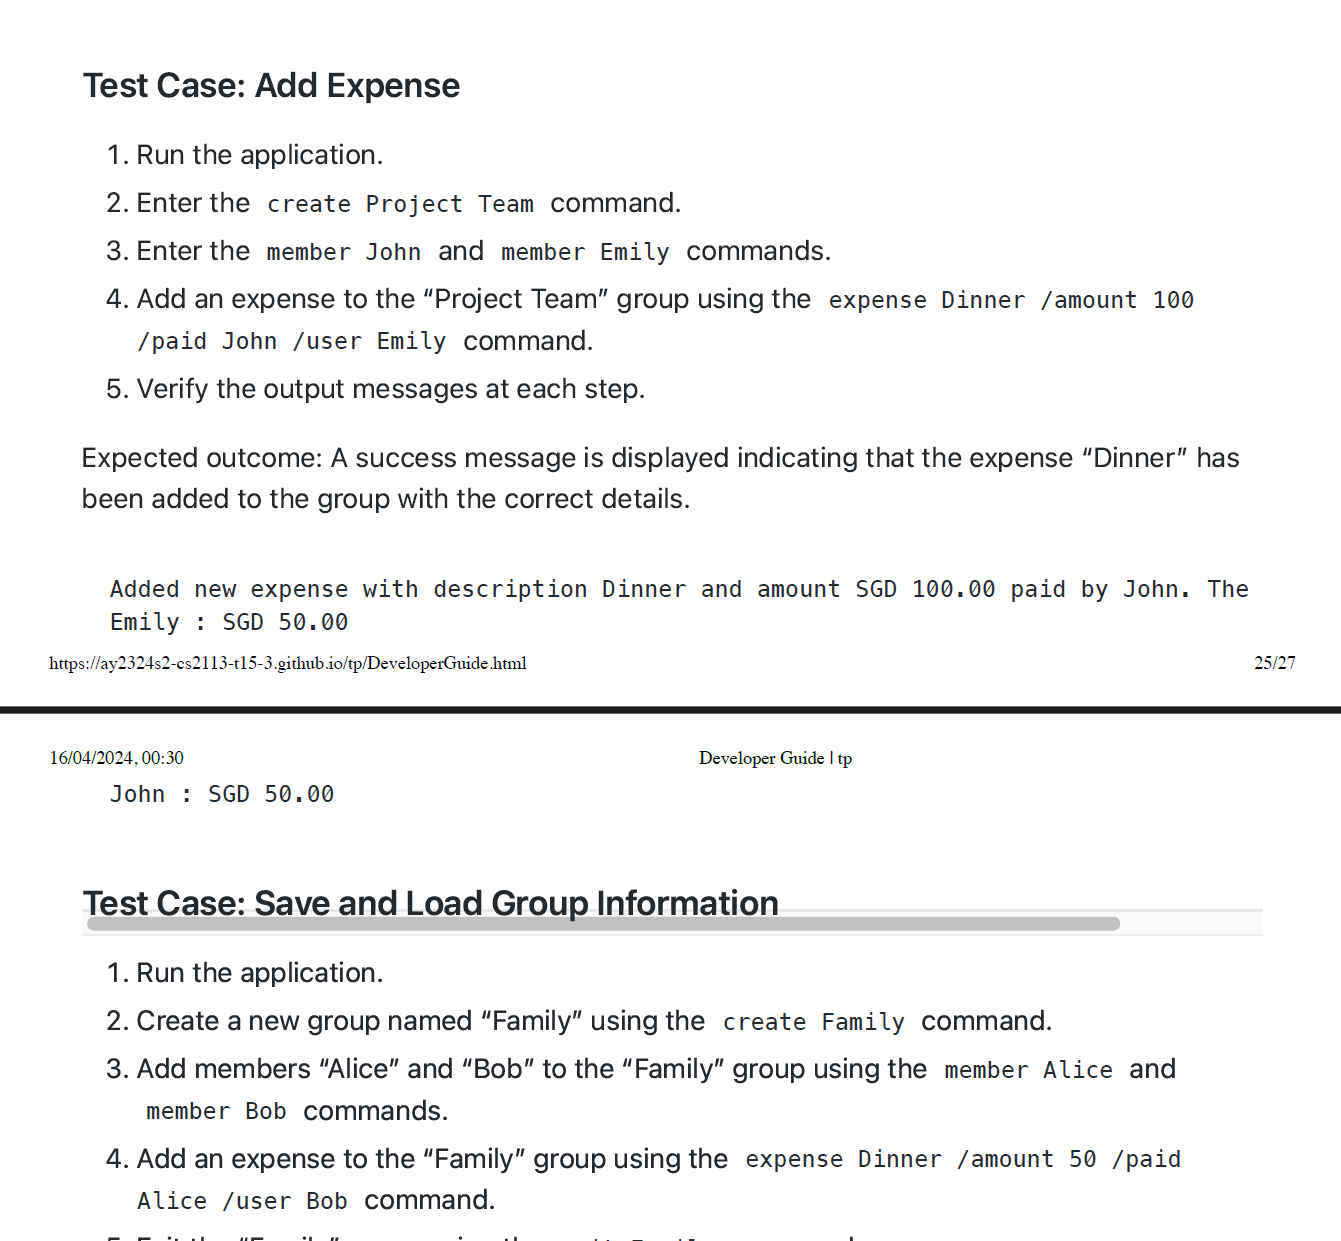 Test Case: Add Expense
1. Run the application.
2. Enter the create Project Team command.
3. Enter the member John and member Emily commands.
4. Add an expense to the “Project Team” group using the expense Dinner /amount 100
/paid John /user Emily command.
5. Verify the output messages at each step.
Expected outcome: A success message is displayed indicating that the expense “Dinner” has
been added to the group with the correct details.
Added new expense with description Dinner and amount SGD 100.00 paid by John. The
Emily : SGD 50.00
https://ay2324s2-cs2113-t15-3.github.io/tp/DeveloperGuide.html 25/27
16/04/2024, 00:30 Developer Guide | tp
John : SGD 50.00
Test Case: Save and Load Group Information
1. Run the application.
2. Create a new group named “Family” using the create Family command.
3. Add members “Alice” and “Bob” to the “Family” group using the member Alice and
member Bob commands.
4. Add an expense to the “Family” group using the expense Dinner /amount 50 /paid
Alice /user Bob command.